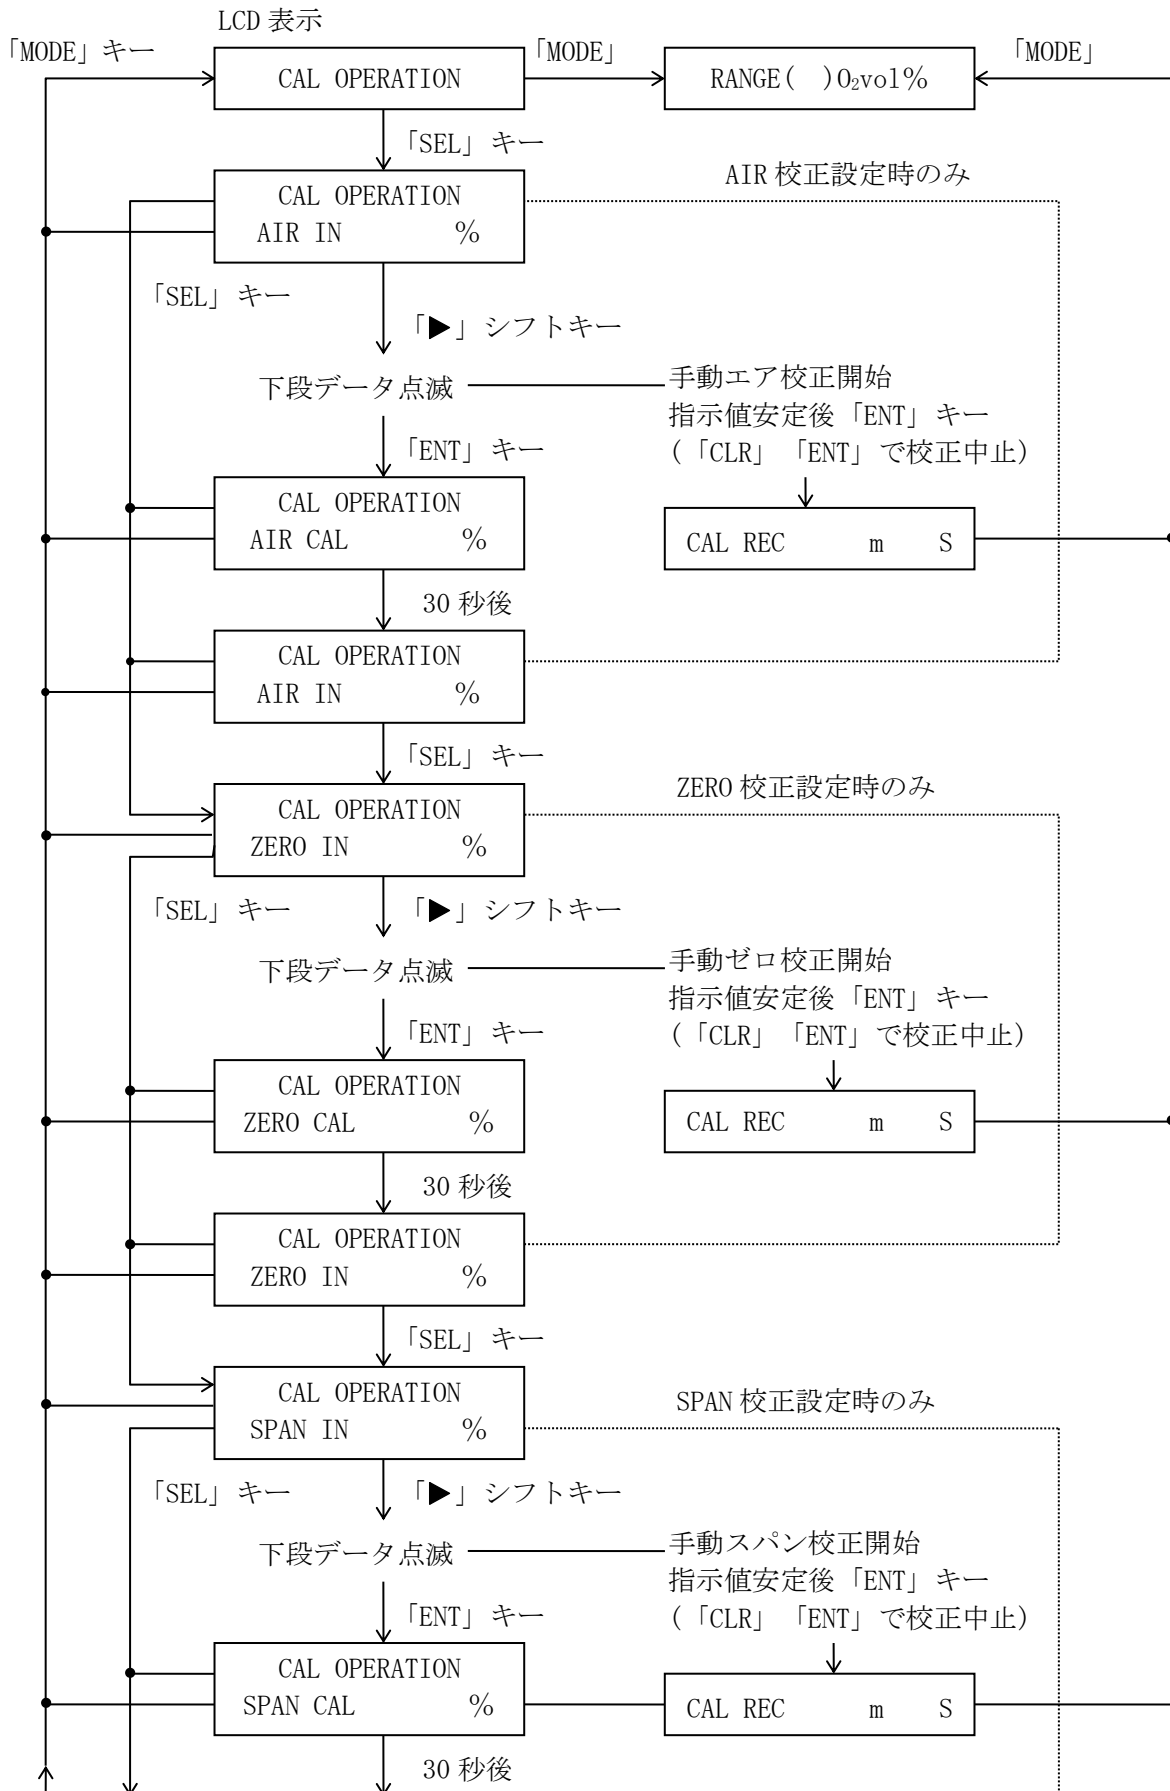 LCD 表示
「MODE」キー
CAL OPERATION
「MODE」
RANGE(　)O₂vol%
「MODE」
「SEL」キー
AIR 校正設定時のみ
CAL OPERATION
AIR IN %
「SEL」キー
「▶」シフトキー
下段データ点滅
手動エア校正開始
指示値安定後「ENT」キー
(「CLR」「ENT」で校正中止)
「ENT」キー
CAL OPERATION
AIR CAL %
CAL REC m S
30 秒後
CAL OPERATION
AIR IN %
「SEL」キー
ZERO 校正設定時のみ
CAL OPERATION
ZERO IN %
「SEL」キー
「▶」シフトキー
下段データ点滅
手動ゼロ校正開始
指示値安定後「ENT」キー
(「CLR」「ENT」で校正中止)
「ENT」キー
CAL OPERATION
ZERO CAL %
CAL REC m S
30 秒後
CAL OPERATION
ZERO IN %
「SEL」キー
SPAN 校正設定時のみ
CAL OPERATION
SPAN IN %
「SEL」キー
「▶」シフトキー
下段データ点滅
手動スパン校正開始
指示値安定後「ENT」キー
(「CLR」「ENT」で校正中止)
「ENT」キー
CAL OPERATION
SPAN CAL %
CAL REC m S
30 秒後